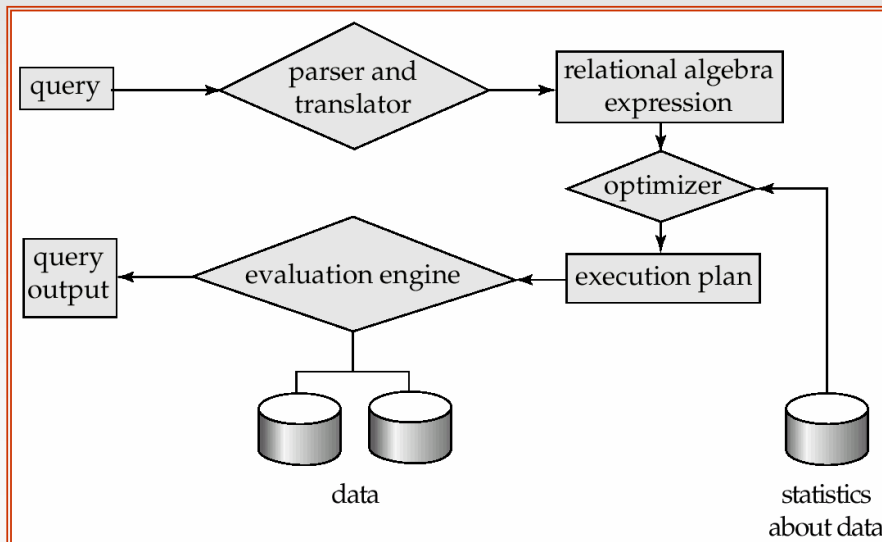 query
parser and
translator
relational algebra
expression
optimizer
query
output
evaluation engine
execution plan
data
statistics
about data